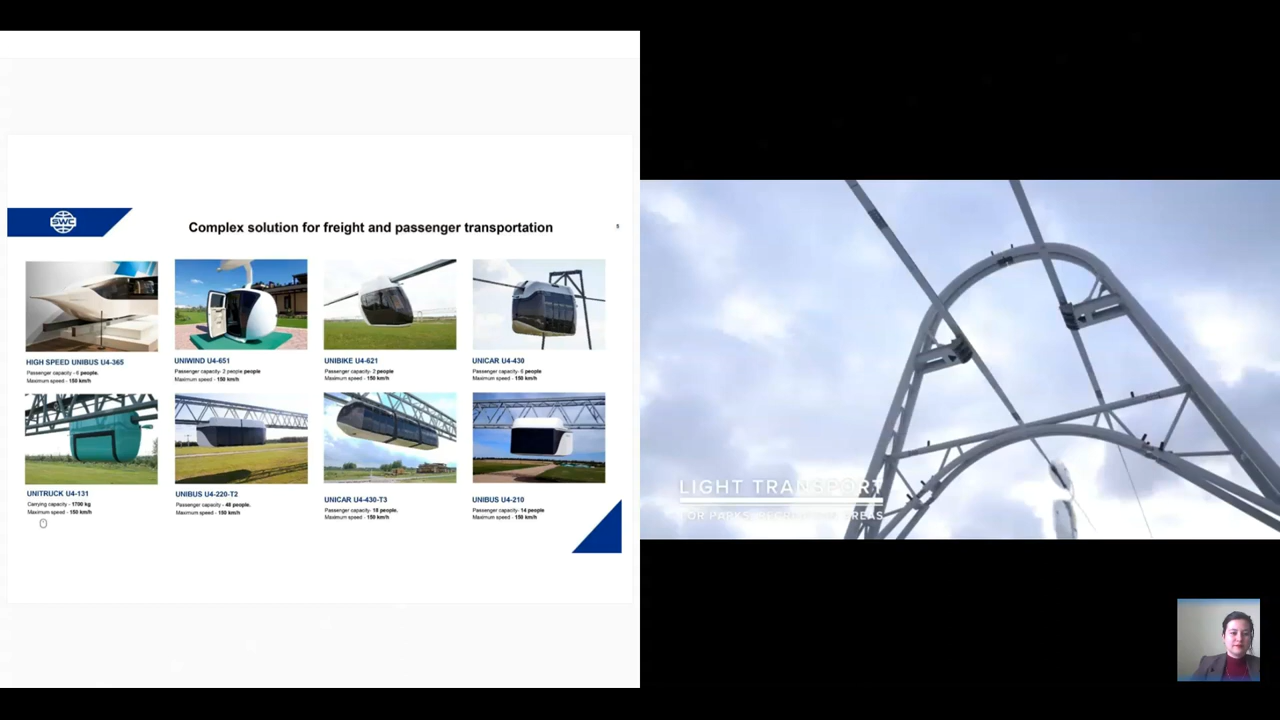 SWC
Complex solution for freight and passenger transportation
5
HIGH SPEED UNIBUS U4-365
Passenger capacity - 6 people.
Maximum speed - 150 km/h
UNIWIND U4-651
Passenger capacity- 2 people people
Maximum speed - 150 km/h
UNIBIKE U4-621
Passenger capacity- 2 people
Maximum speed - 150 km/h
UNICAR U4-430
Passenger capacity- 6 people
Maximum speed - 150 km/h
UNITRUCK U4-131
Carrying capacity - 1700 kg
Maximum speed - 150 km/h
UNIBUS U4-220-T2
Passenger capacity - 48 people.
Maximum speed - 150 km/h
UNICAR U4-430-T3
Passenger capacity - 18 people.
Maximum speed - 150 km/h
UNIBUS U4-210
Passenger capacity - 14 people
Maximum speed - 150 km/h
LIGHT TRANSPORT
FOR PARKS, RECREATION AREAS